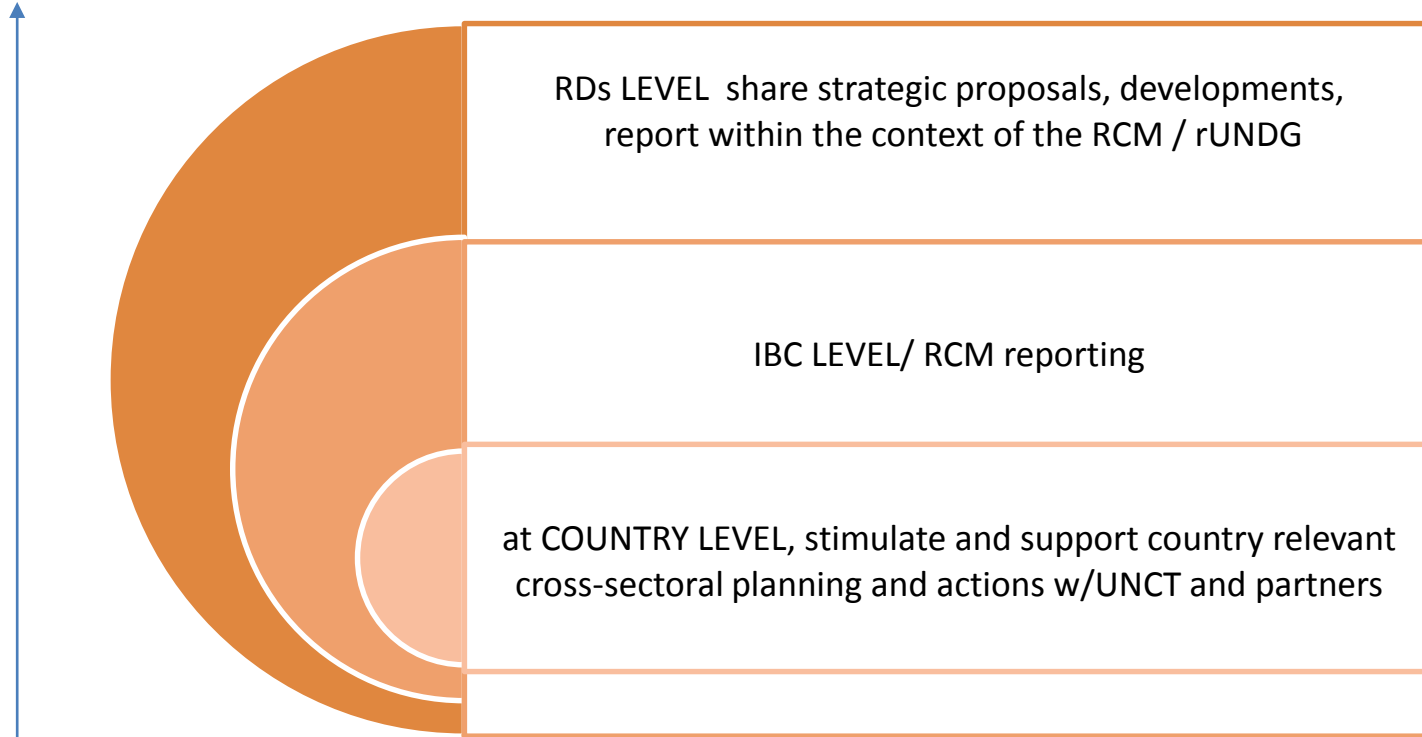 RDs LEVEL  share strategic proposals, developments,
report within the context of the RCM / rUNDG
IBC LEVEL/ RCM reporting
at COUNTRY LEVEL, stimulate and support country relevant
cross-sectoral planning and actions w/UNCT and partners